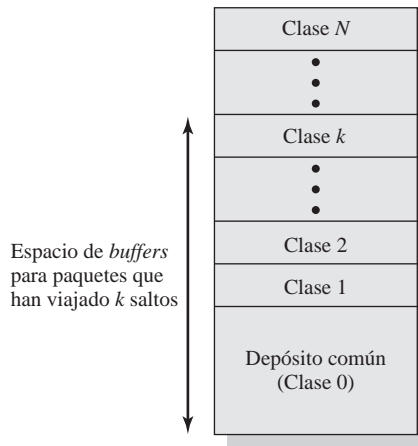 Clase N
Clase k
Clase 2
Clase 1
Depósito común
(Clase 0)
Espacio de buffers
para paquetes que
han viajado k saltos